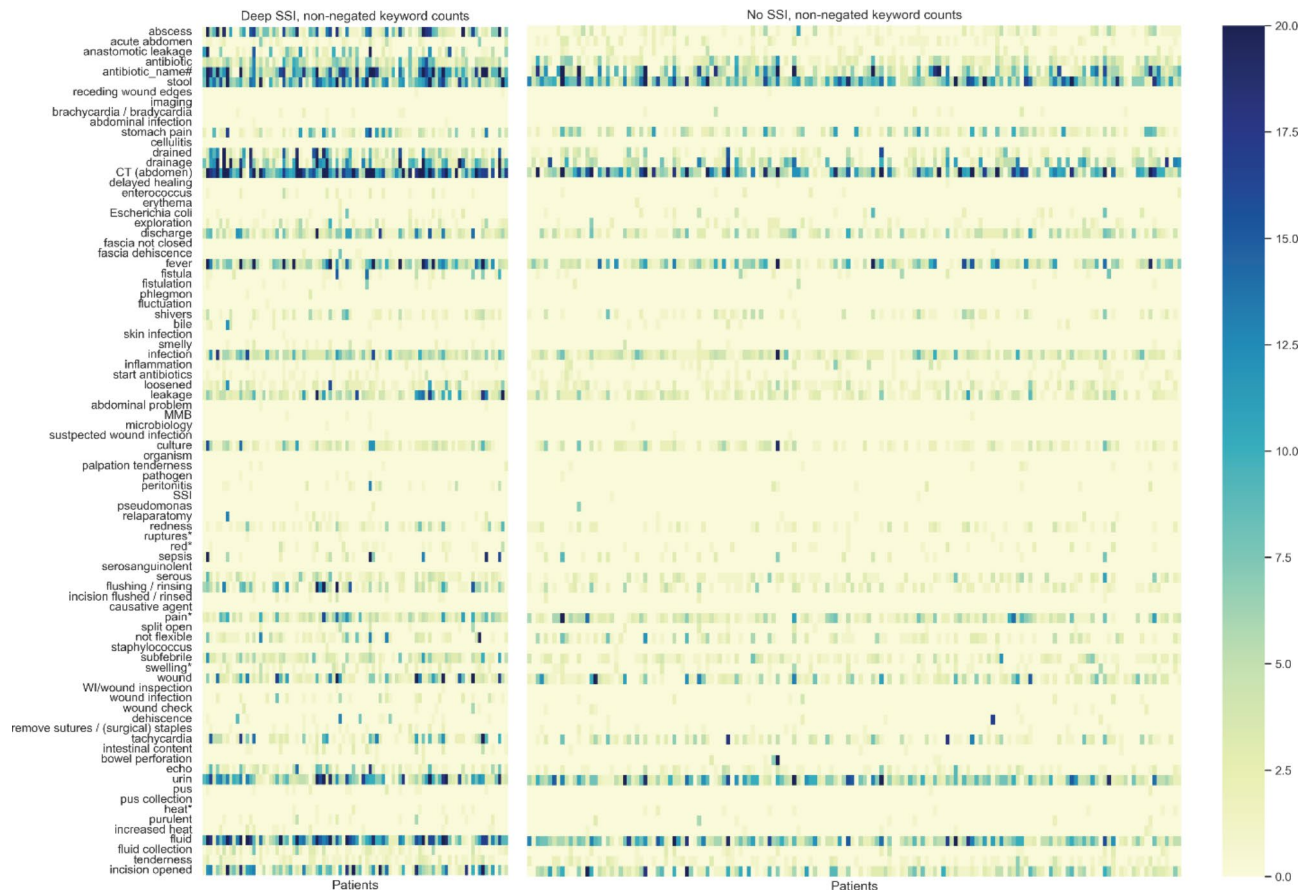 Deep SSI, non-negated keyword counts
No SSI, non-negated keyword counts
abscess
acute abdomen
anastomotic leakage
antibiotic
antibiotic_name#
stool
receding wound edges
imaging
brachycardia / bradycardia
abdominal infection
stomach pain
cellulitis
drained
drainage
CT (abdomen)
delayed healing
enterococcus
erythema
Escherichia coli
exploration
discharge
fascia not closed
fascia dehiscence
fever
fistula
fistulation
phlegmon
fluctuation
shivers
bile
skin infection
smelly
infection
inflammation
start antibiotics
loosened
leakage
abdominal problem
MMB
microbiology
sustpected wound infection
culture
organism
palpation tenderness
pathogen
peritonitis
SSI
pseudomonas
relaparatomy
redness
ruptures*
red*
sepsis
serosanguinolent
serous
flushing / rinsing
incision flushed / rinsed
causative agent
pain*
split open
not flexible
staphylococcus
subfebrile
swelling*
wound
WI/wound inspection
wound infection
wound check
dehiscence
remove sutures / (surgical) staples
tachycardia
intestinal content
bowel perforation
echo
urin
pus
pus collection
heat*
purulent
increased heat
fluid
fluid collection
tenderness
incision opened
Patients
Patients
20.0
17.5
15.0
12.5
10.0
7.5
5.0
2.5
0.0